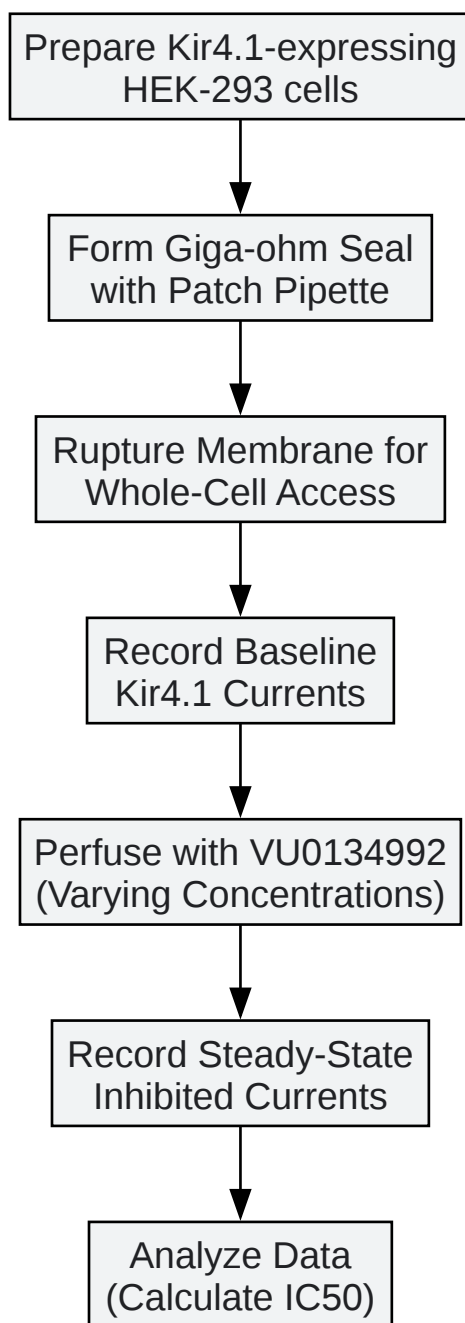 Prepare Kir4.1-expressing
HEK-293 cells
Form Giga-ohm Seal
with Patch Pipette
Rupture Membrane for
Whole-Cell Access
Record Baseline
Kir4.1 Currents
Perfuse with VU0134992
(Varying Concentrations)
Record Steady-State
Inhibited Currents
Analyze Data
(Calculate IC50)